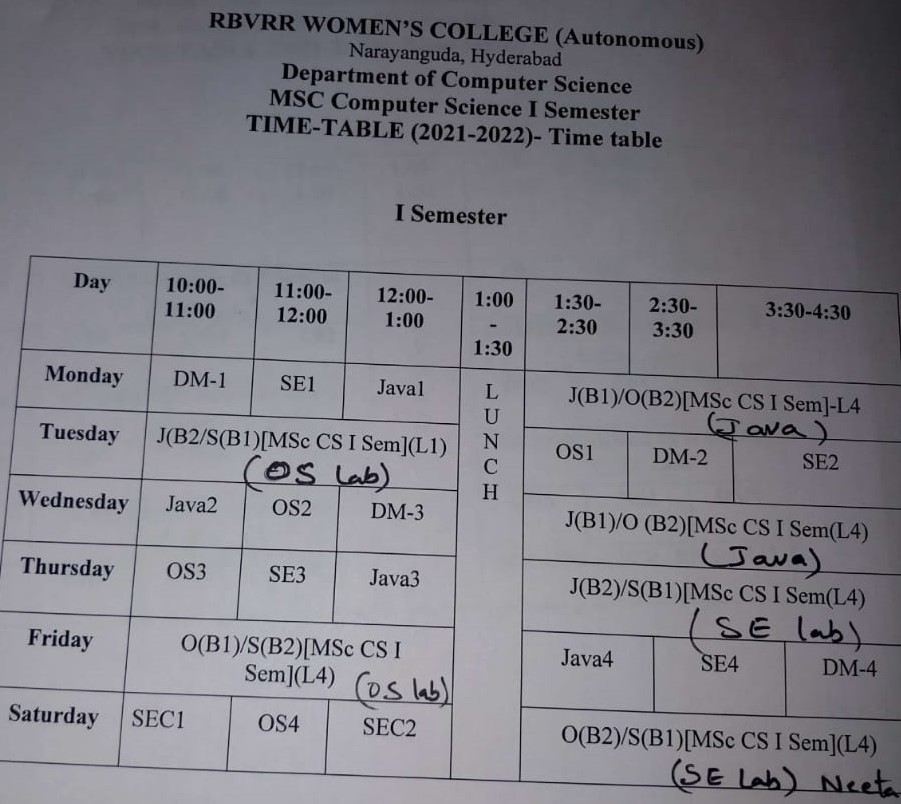 RBVRR WOMEN'S COLLEGE (Autonomous)
Narayanguda, Hyderabad
Department of Computer Science
MSC Computer Science I Semester
TIME-TABLE (2021-2022)- Time table
I Semester
Day 10:00-11:00 11:00-12:00 12:00-1:00 1:00-1:30 1:30-2:30 2:30-3:30 3:30-4:30
Monday DM-1 SE1 Java1 LUNCH J(B1)/O(B2)[MSc CS I Sem]-L4
(Java)
Tuesday J(B2/S(B1)[MSc CS I Sem](L1) OS1 DM-2 SE2
(OS Lab)
Wednesday Java2 OS2 DM-3 J(B1)/O (B2)[MSc CS I Sem(L4)
(Java)
Thursday OS3 SE3 Java3 J(B2)/S(B1)[MSc CS I Sem(L4)
(SE lab)
Friday O(B1)/S(B2)[MSc CS I Java4 SE4 DM-4
Sem](L4) (OS lab)
Saturday SEC1 OS4 SEC2 O(B2)/S(B1)[MSc CS I Sem](L4)
(SE Lab) Neeta